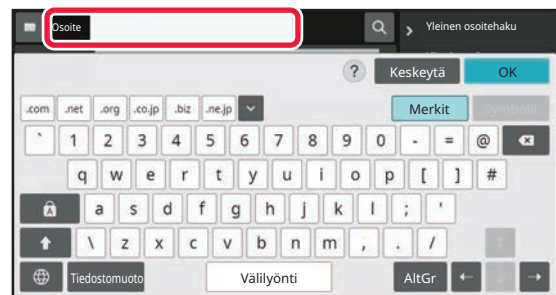 Osoite
Yleinen osoitehaku
? Keskeytä OK
.com .net .org .co.jp .biz .ne.jp Merkit Symbolit
` 1 2 3 4 5 6 7 8 9 0 - = @
q w e r t y u i o p [ ] #
A a s d f g h j k l ; '
\ z x c v b n m , . /
Tiedostomuoto Välilyönti AltGr